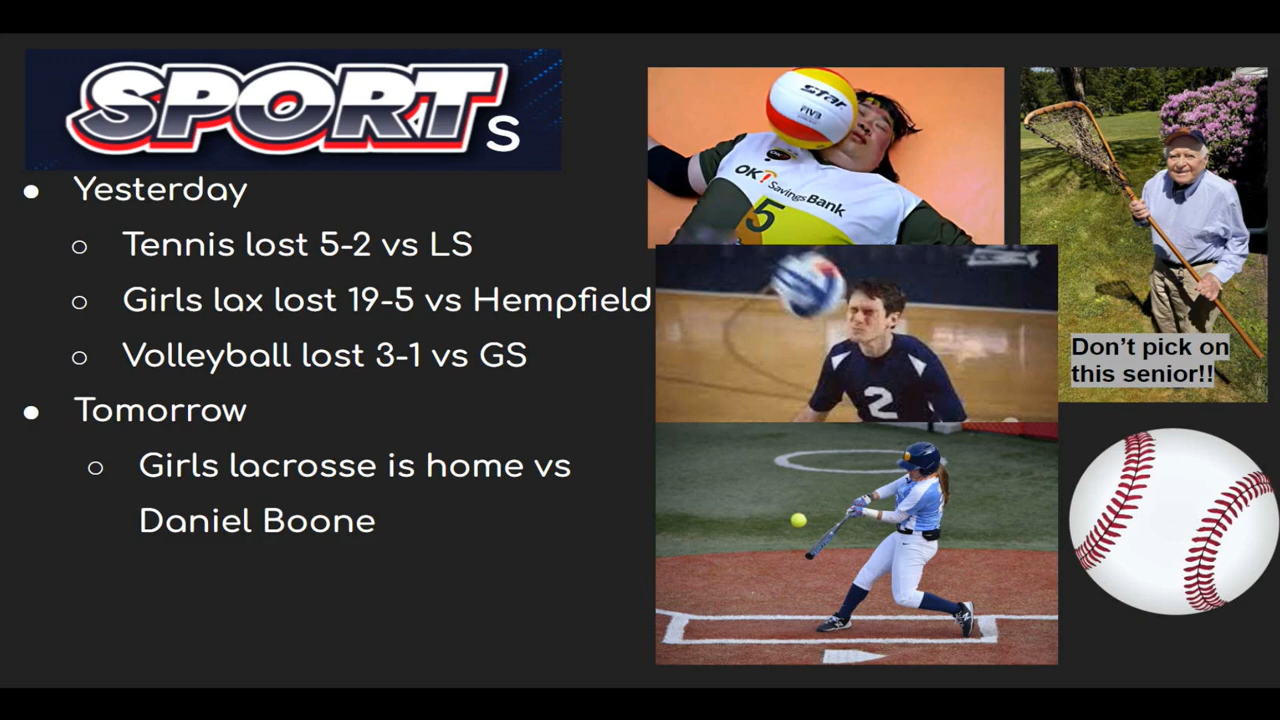 SPORTs
Yesterday
Tennis lost 5-2 vs LS
Girls lax lost 19-5 vs Hempfield
Volleyball lost 3-1 vs GS
Tomorrow
Girls lacrosse is home vs
Daniel Boone
star
FIVB
OK! Savings Bank
5
2
Don't pick on
this senior!!